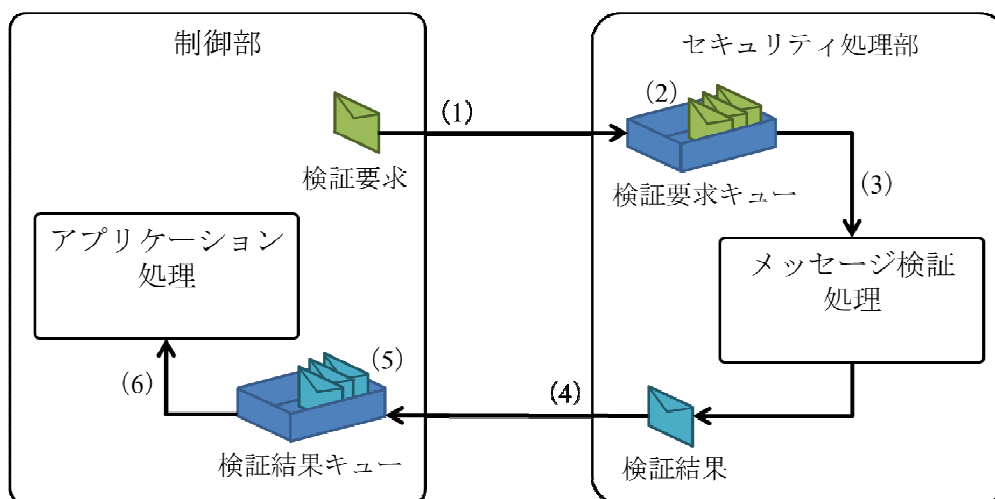 制御部
セキュリティ処理部
(1)
(2)
検証要求
検証要求キュー
(3)
アプリケーション
処理
メッセージ検証
処理
(6)
(5)
(4)
検証結果キュー
検証結果